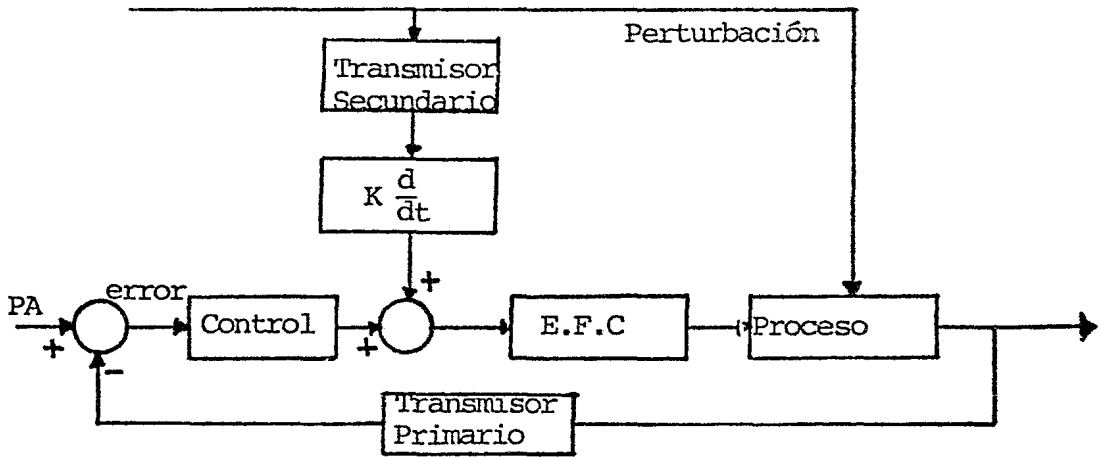 Perturbación
Transmisor
Secundario
K d/dt
+
PA
error
Control
E.F.C
Proceso
+
+
-
Transmisor
Primario